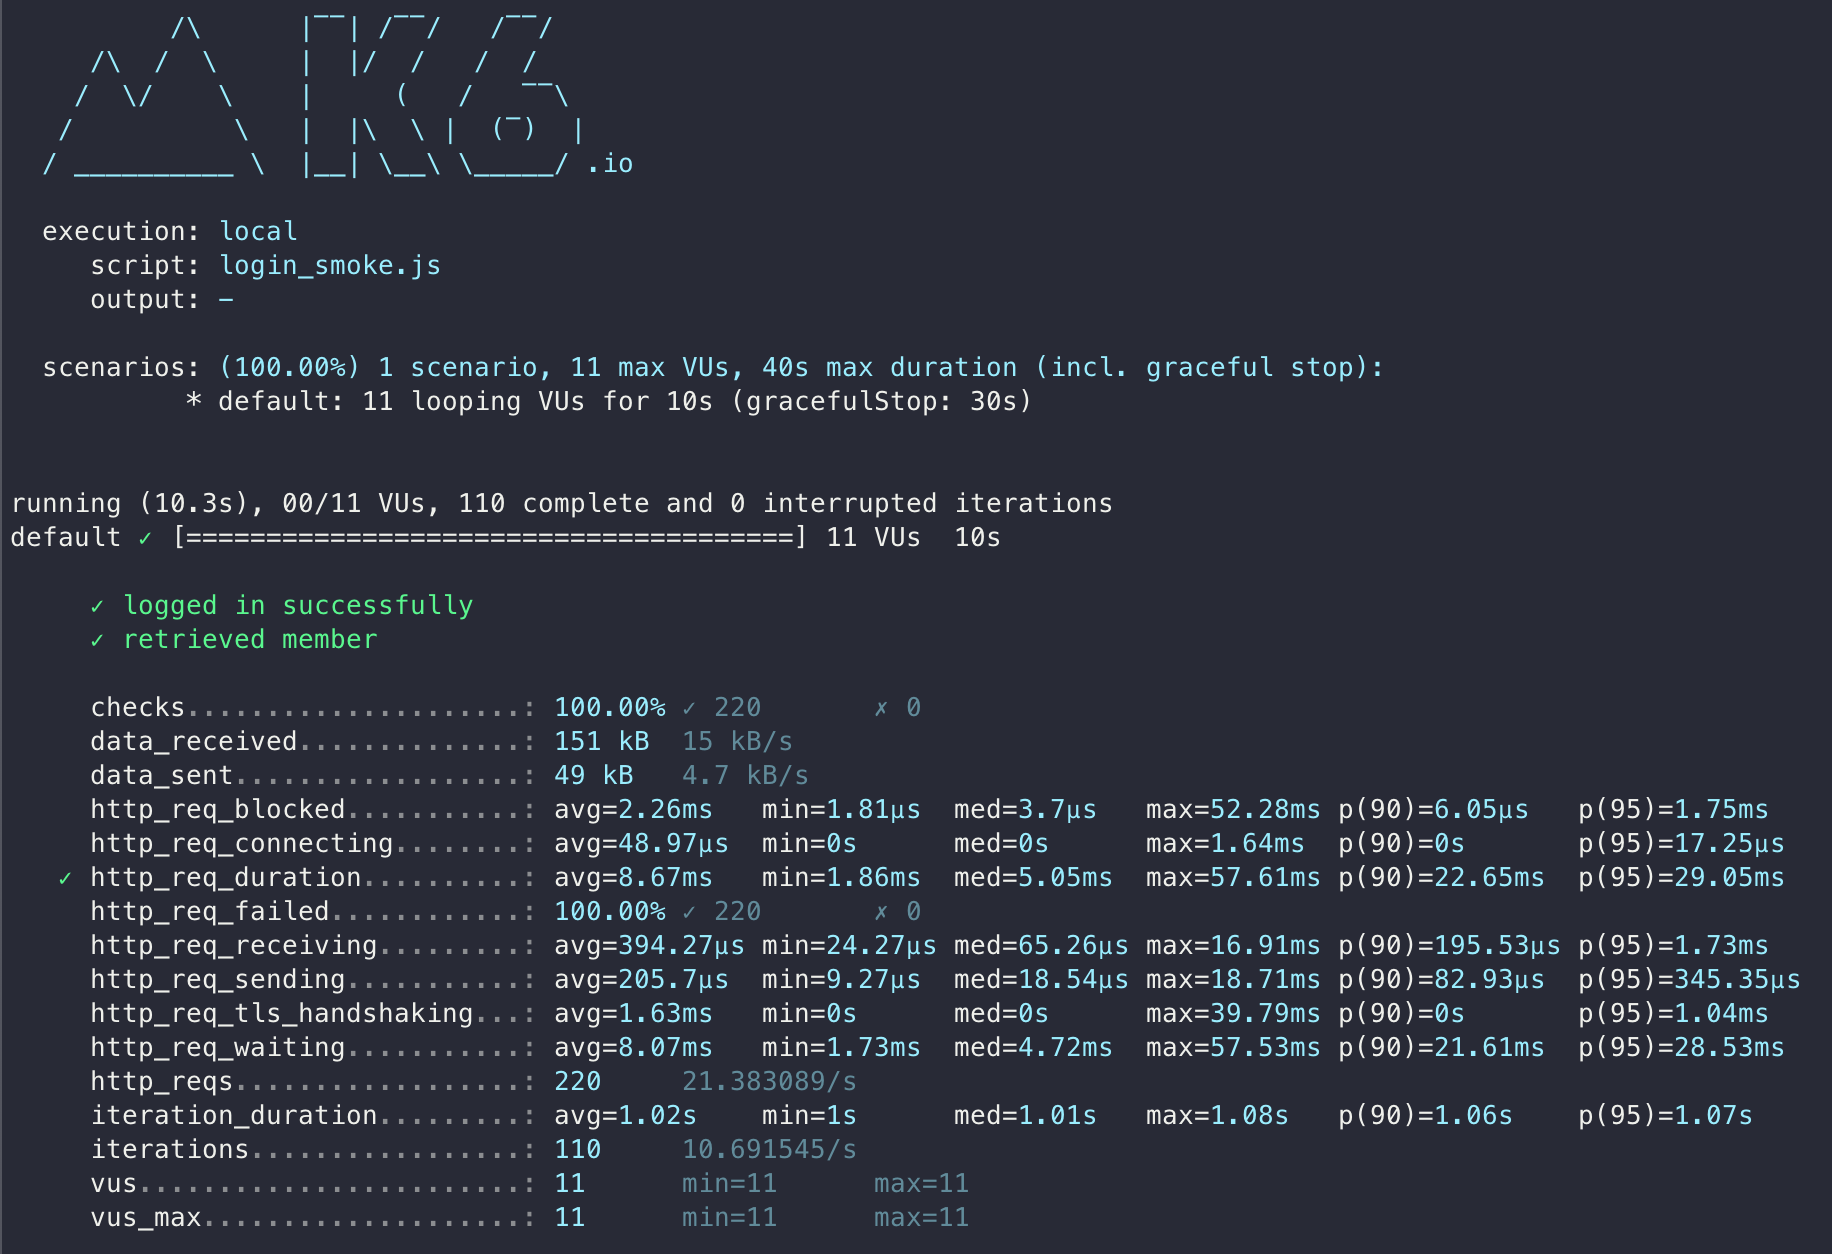 /\      |‾‾| /‾‾/   /‾‾/
    /\  /  \     |  |/  /   /  /
   /  \/    \    |     (   /   ‾‾\
  /          \   |  |\  \ |  (‾)  |
 / __________ \  |__| \__\ \_____/ .io
execution: local
script: login_smoke.js
output: -
scenarios: (100.00%) 1 scenario, 11 max VUs, 40s max duration (incl. graceful stop):
* default: 11 looping VUs for 10s (gracefulStop: 30s)
running (10.3s), 00/11 VUs, 110 complete and 0 interrupted iterations
default ✓ [======================================] 11 VUs  10s
✓ logged in successfully
✓ retrieved member
checks.....................: 100.00% ✓ 220       ✗ 0
data_received..............: 151 kB  15 kB/s
data_sent..................: 49 kB   4.7 kB/s
http_req_blocked...........: avg=2.26ms   min=1.81µs  med=3.7µs   max=52.28ms p(90)=6.05µs   p(95)=1.75ms
http_req_connecting........: avg=48.97µs  min=0s      med=0s      max=1.64ms  p(90)=0s       p(95)=17.25µs
✓ http_req_duration..........: avg=8.67ms   min=1.86ms  med=5.05ms  max=57.61ms p(90)=22.65ms  p(95)=29.05ms
http_req_failed............: 100.00% ✓ 220       ✗ 0
http_req_receiving.........: avg=394.27µs min=24.27µs med=65.26µs max=16.91ms p(90)=195.53µs p(95)=1.73ms
http_req_sending...........: avg=205.7µs  min=9.27µs  med=18.54µs max=18.71ms p(90)=82.93µs  p(95)=345.35µs
http_req_tls_handshaking...: avg=1.63ms   min=0s      med=0s      max=39.79ms p(90)=0s       p(95)=1.04ms
http_req_waiting...........: avg=8.07ms   min=1.73ms  med=4.72ms  max=57.53ms p(90)=21.61ms  p(95)=28.53ms
http_reqs..................: 220     21.383089/s
iteration_duration.........: avg=1.02s    min=1s      med=1.01s   max=1.08s   p(90)=1.06s    p(95)=1.07s
iterations.................: 110     10.691545/s
vus........................: 11      min=11      max=11
vus_max....................: 11      min=11      max=11